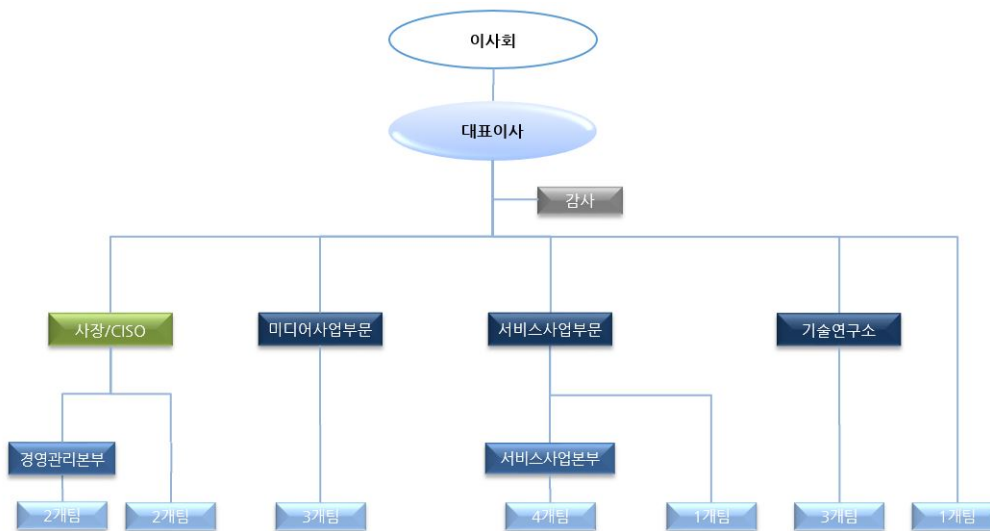 이사회
대표이사
감사
사장/CISO
미디어사업부문
서비스사업부문
기술연구소
경영관리본부
서비스사업본부
2개팀
2개팀
3개팀
4개팀
1개팀
3개팀
1개팀